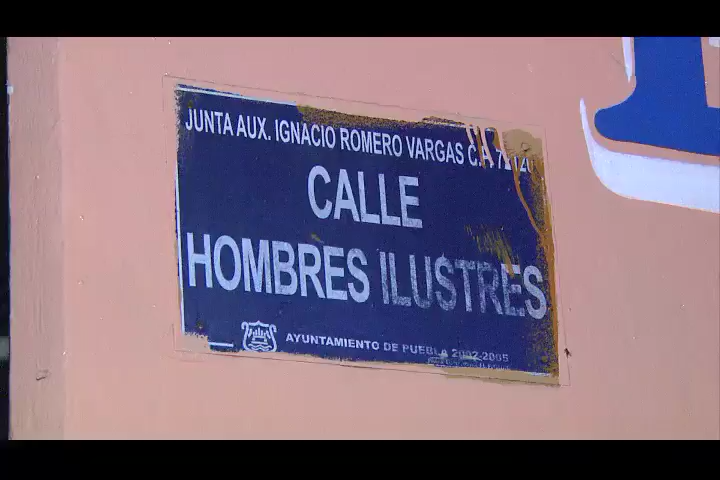 JUNTA AUX. IGNACIO ROMERO VARGAS
CALLE
HOMBRES ILUSTRES
AYUNTAMIENTO DE PUEBLA 2002-2005